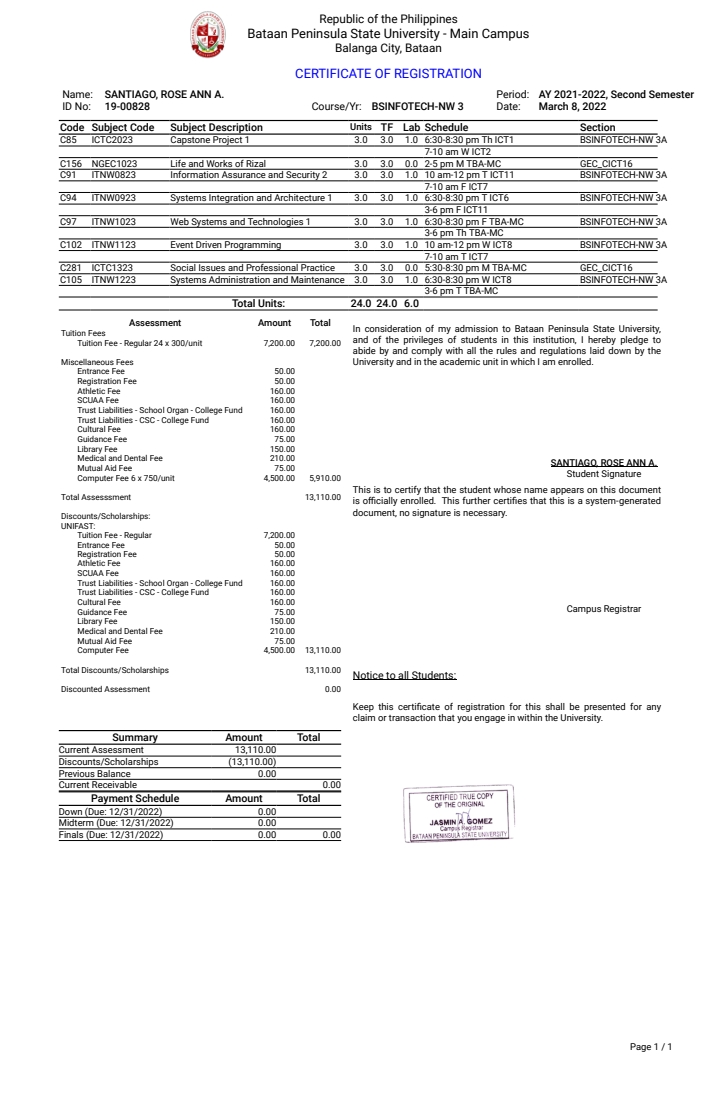 Republic of the Philippines
Bataan Peninsula State University - Main Campus
Balanga City, Bataan
CERTIFICATE OF REGISTRATION
Name: SANTIAGO, ROSE ANN A. Period: AY 2021-2022, Second Semester
ID No: 19-00828 Course/Yr: BSINFOTECH-NW 3 Date: March 8, 2022
Code Subject Code Subject Description Units TF Lab Schedule Section
C85 ICTC2023 Capstone Project 1 3.0 3.0 1.0 6:30-8:30 pm Th ICT1 BSINFOTECH-NW 3A
7-10 am W ICT2
C156 NGEC1023 Life and Works of Rizal 3.0 3.0 0.0 2-5 pm M TBA-MC GEC_CICT16
C91 ITNW0823 Information Assurance and Security 2 3.0 3.0 1.0 10 am-12 pm T ICT11 BSINFOTECH-NW 3A
7-10 am F ICT7
C94 ITNW0923 Systems Integration and Architecture 1 3.0 3.0 1.0 6:30-8:30 pm T ICT6 BSINFOTECH-NW 3A
3-6 pm F ICT11
C97 ITNW1023 Web Systems and Technologies 1 3.0 3.0 1.0 6:30-8:30 pm F TBA-MC BSINFOTECH-NW 3A
3-6 pm Th TBA-MC
C102 ITNW1123 Event Driven Programming 3.0 3.0 1.0 10 am-12 pm W ICT8 BSINFOTECH-NW 3A
7-10 am T ICT7
C281 ICTC1323 Social Issues and Professional Practice 3.0 3.0 0.0 5:30-8:30 pm M TBA-MC GEC_CICT16
C105 ITNW1223 Systems Administration and Maintenance 3.0 3.0 1.0 6:30-8:30 pm W ICT8 BSINFOTECH-NW 3A
3-6 pm T TBA-MC
Total Units: 24.0 24.0 6.0
Assessment Amount Total
Tuition Fees
Tuition Fee - Regular 24 x 300/unit 7,200.00 7,200.00
Miscellaneous Fees
Entrance Fee 50.00
Registration Fee 50.00
Athletic Fee 160.00
SCUAA Fee 160.00
Trust Liabilities - School Organ - College Fund 160.00
Trust Liabilities - CSC - College Fund 160.00
Cultural Fee 160.00
Guidance Fee 75.00
Library Fee 150.00
Medical and Dental Fee 210.00
Mutual Aid Fee 75.00
Computer Fee 6 x 750/unit 4,500.00 5,910.00
Total Assesssment 13,110.00
Discounts/Scholarships:
UNIFAST:
Tuition Fee - Regular 7,200.00
Entrance Fee 50.00
Registration Fee 50.00
Athletic Fee 160.00
SCUAA Fee 160.00
Trust Liabilities - School Organ - College Fund 160.00
Trust Liabilities - CSC - College Fund 160.00
Cultural Fee 160.00
Guidance Fee 75.00
Library Fee 150.00
Medical and Dental Fee 210.00
Mutual Aid Fee 75.00
Computer Fee 4,500.00 13,110.00
Total Discounts/Scholarships 13,110.00
Discounted Assessment 0.00
Summary Amount Total
Current Assessment 13,110.00
Discounts/Scholarships (13,110.00)
Previous Balance 0.00
Current Receivable 0.00
Payment Schedule Amount Total
Down (Due: 12/31/2022) 0.00
Midterm (Due: 12/31/2022) 0.00
Finals (Due: 12/31/2022) 0.00 0.00
In consideration of my admission to Bataan Peninsula State University,
and of the privileges of students in this institution, I hereby pledge to
abide by and comply with all the rules and regulations laid down by the
University and in the academic unit in which I am enrolled.
SANTIAGO, ROSE ANN A.
Student Signature
This is to certify that the student whose name appears on this document
is officially enrolled. This further certifies that this is a system-generated
document, no signature is necessary.
Campus Registrar
Notice to all Students:
Keep this certificate of registration for this shall be presented for any
claim or transaction that you engage in within the University.
CERTIFIED TRUE COPY
OF THE ORIGINAL
JASMIN A. GOMEZ
Campus Registrar
BATAAN PENINSULA STATE UNIVERSITY
Page 1 / 1